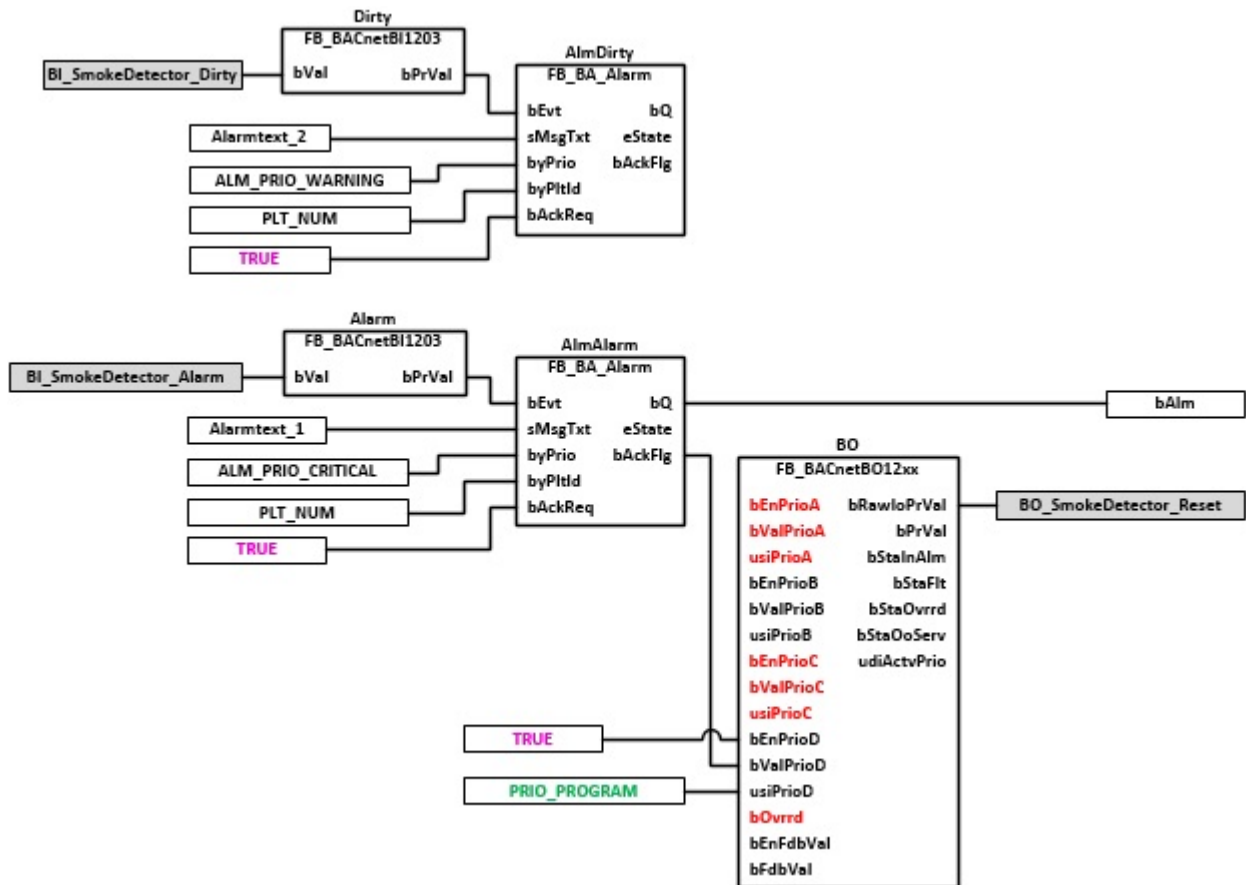 Dirty
FB_BACnetBI1203
BI_SmokeDetector_Dirty
bVal bPrVal
AlmDirty
FB_BA_Alarm
bEvt bQ
Alarmtext_2
sMsgTxt eState
ALM_PRIO_WARNING
byPrio bAckFlg
PLT_NUM
byPltId
TRUE
bAckReq
Alarm
FB_BACnetBI1203
BI_SmokeDetector_Alarm
bVal bPrVal
AlmAlarm
FB_BA_Alarm
bEvt bQ
bAlm
Alarmtext_1
sMsgTxt eState
ALM_PRIO_CRITICAL
byPrio bAckFlg
PLT_NUM
byPltId
TRUE
bAckReq
BO
FB_BACnetBO12xx
bEnPrioA bRawIoPrVal
BO_SmokeDetector_Reset
bValPrioA bPrVal
usiPrioA bStaInAlm
bEnPrioB bStaFlt
bValPrioB bStaOvrrd
usiPrioB bStaOoServ
bEnPrioC udiActvPrio
bValPrioC
usiPrioC
TRUE
bEnPrioD
bValPrioD
PRIO_PROGRAM
usiPrioD
bOvrrd
bEnFdbVal
bFdbVal